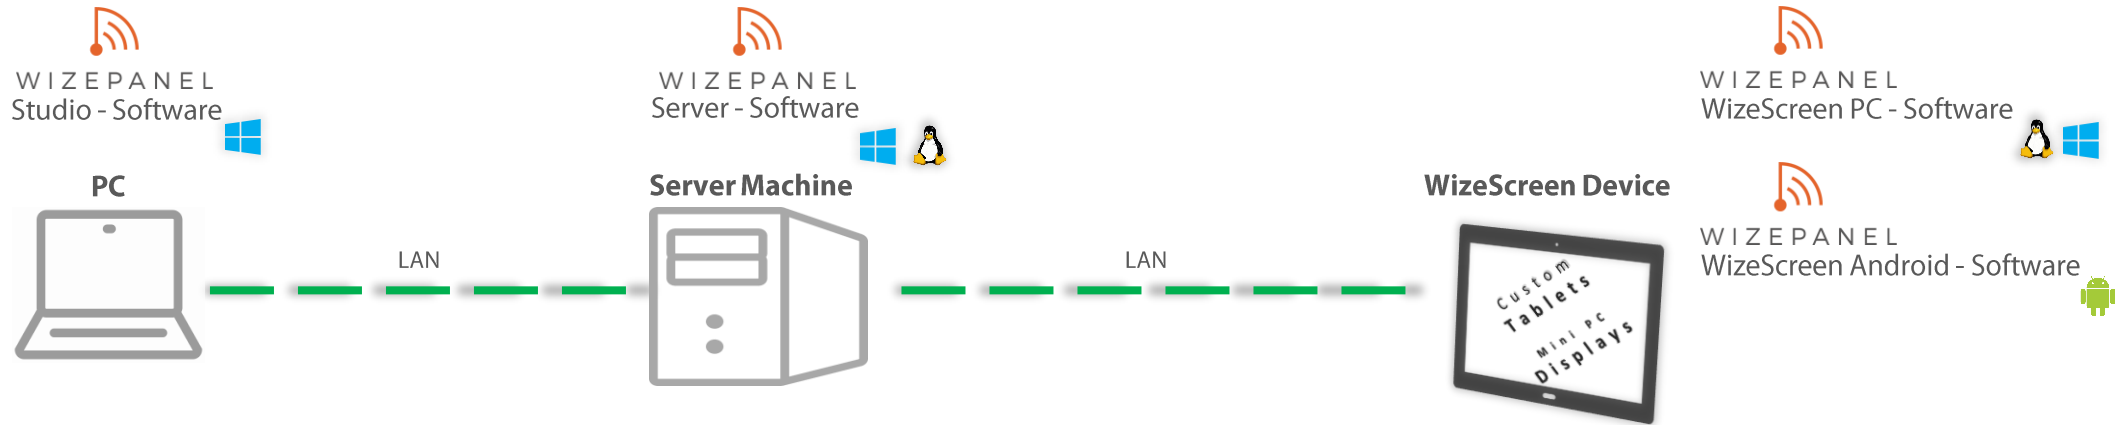 WIZEPANEL
Studio - Software
PC
LAN
WIZEPANEL
Server - Software
Server Machine
LAN
WizeScreen Device
Custom
Tablets
Mini PC
Displays
WIZEPANEL
WizeScreen PC - Software
WIZEPANEL
WizeScreen Android - Software